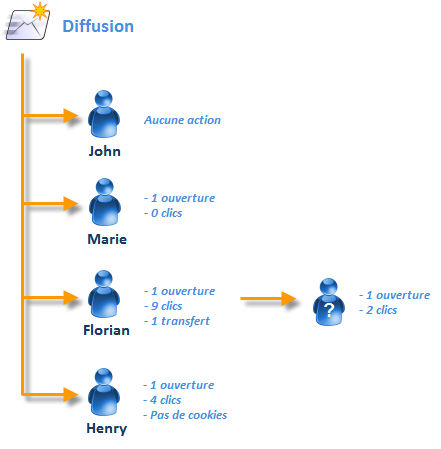 Diffusion
Aucune action
John
- 1 ouverture
- 0 clics
Marie
- 1 ouverture
- 9 clics
- 1 transfert
Florian
?
- 1 ouverture
- 2 clics
- 1 ouverture
- 4 clics
- Pas de cookies
Henry